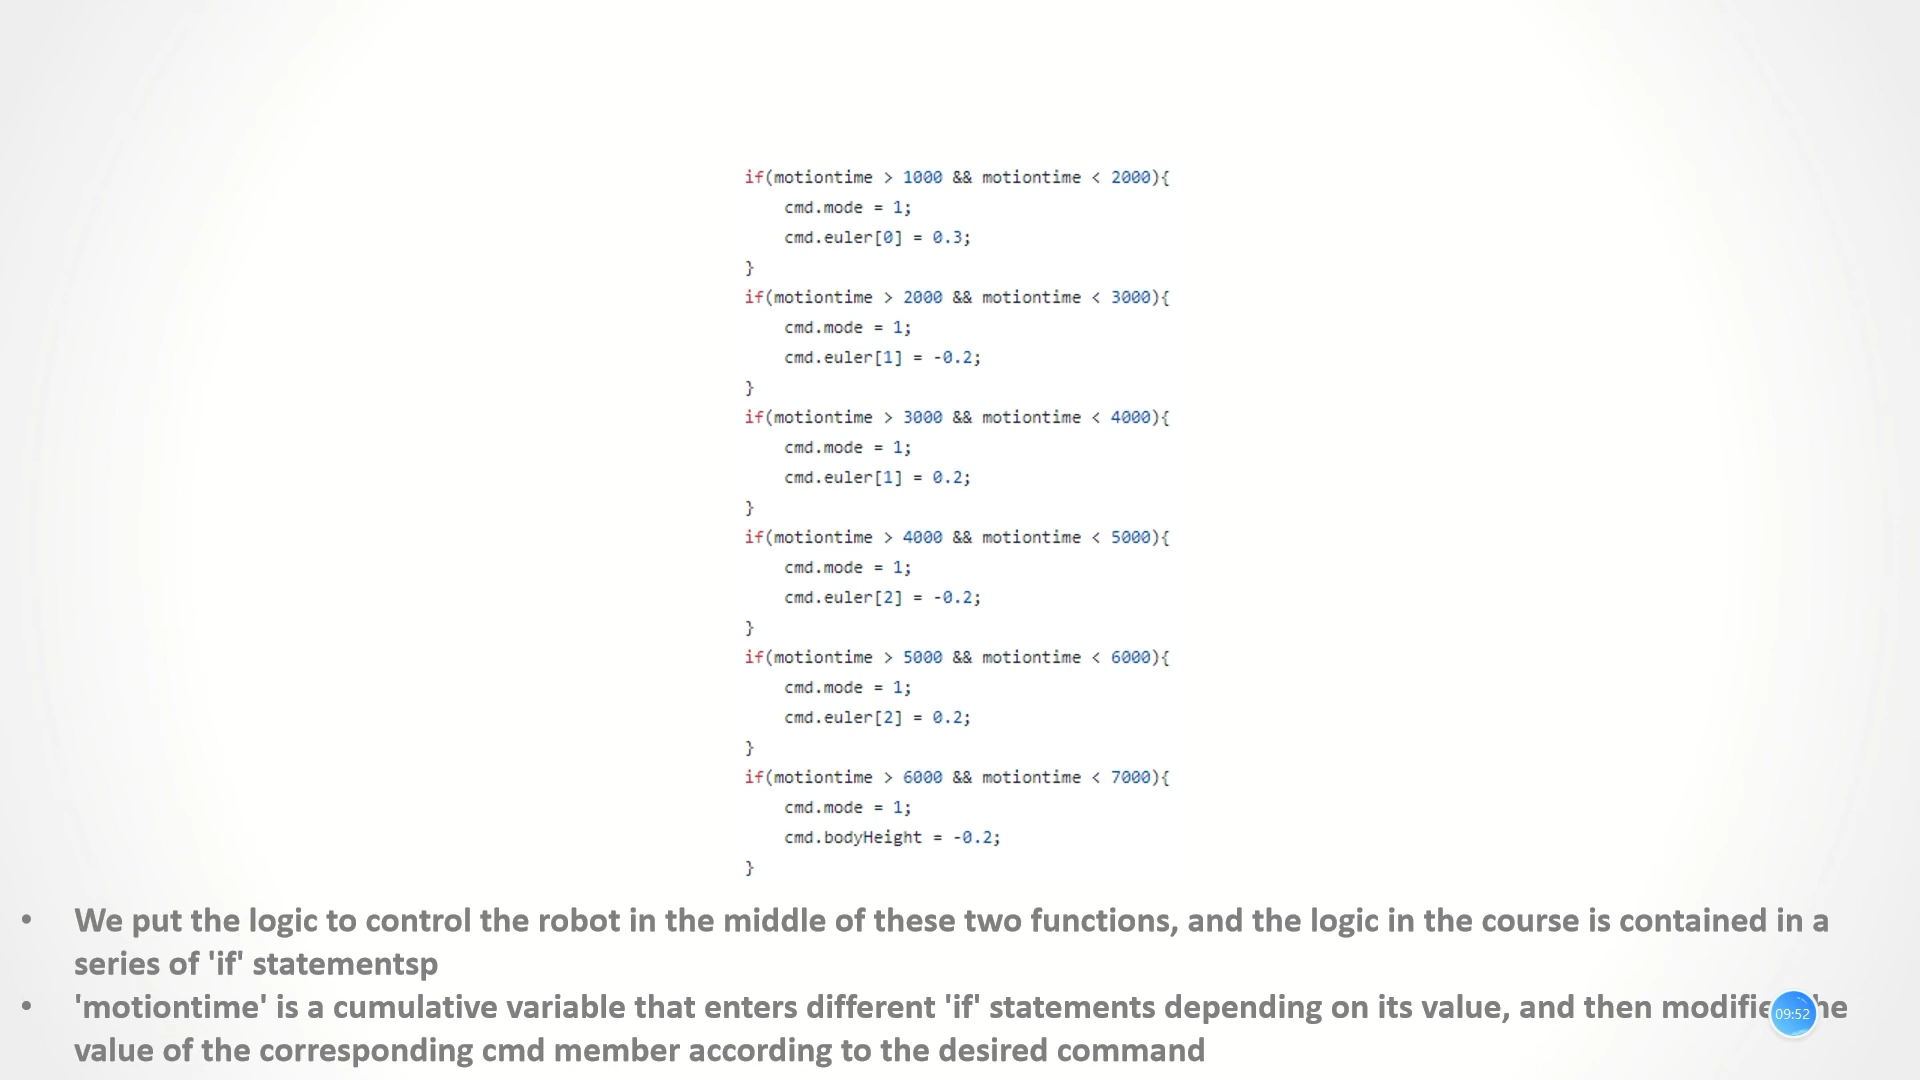 if(motiontime > 1000 && motiontime < 2000){
    cmd.mode = 1;
    cmd.euler[0] = 0.3;
}
if(motiontime > 2000 && motiontime < 3000){
    cmd.mode = 1;
    cmd.euler[1] = -0.2;
}
if(motiontime > 3000 && motiontime < 4000){
    cmd.mode = 1;
    cmd.euler[1] = 0.2;
}
if(motiontime > 4000 && motiontime < 5000){
    cmd.mode = 1;
    cmd.euler[2] = -0.2;
}
if(motiontime > 5000 && motiontime < 6000){
    cmd.mode = 1;
    cmd.euler[2] = 0.2;
}
if(motiontime > 6000 && motiontime < 7000){
    cmd.mode = 1;
    cmd.bodyHeight = -0.2;
}
• We put the logic to control the robot in the middle of these two functions, and the logic in the course is contained in a
series of 'if' statementsp
• 'motiontime' is a cumulative variable that enters different 'if' statements depending on its value, and then
value of the corresponding cmd member according to the desired command
09:52